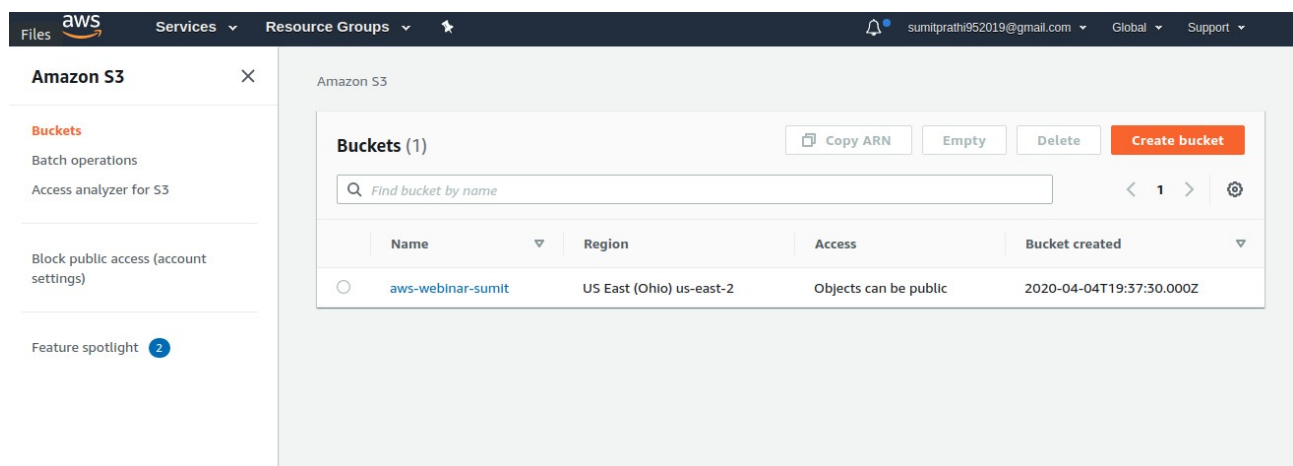 Files
aws
Services
Resource Groups
sumitprathi952019@gmail.com
Global
Support
Amazon S3
Buckets
Batch operations
Access analyzer for S3
Block public access (account
settings)
Feature spotlight 2
Amazon S3
Buckets (1)
Copy ARN
Empty
Delete
Create bucket
Find bucket by name
1
Name
Region
Access
Bucket created
aws-webinar-sumit
US East (Ohio) us-east-2
Objects can be public
2020-04-04T19:37:30.000Z